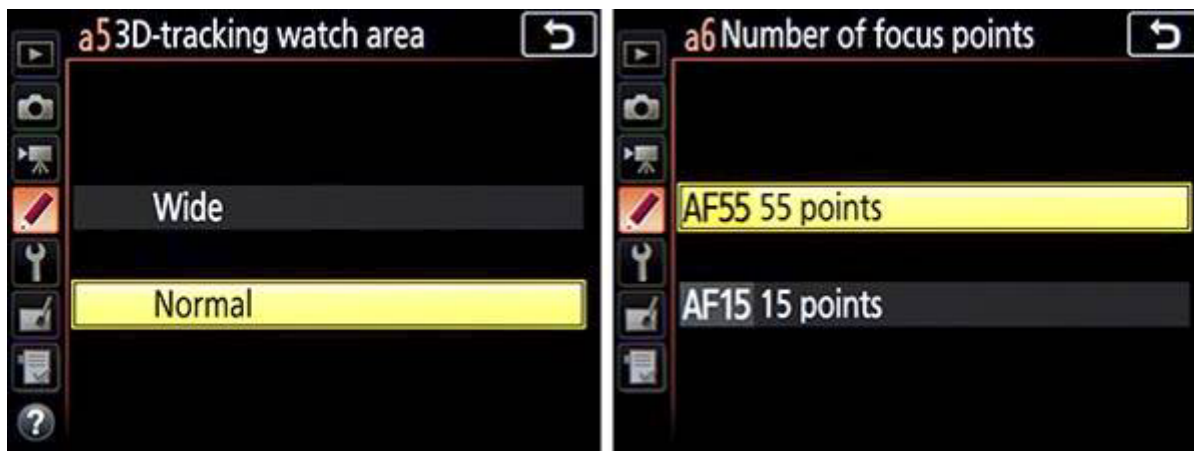 a5 3D-tracking watch area
Wide
Normal
?
a6 Number of focus points
AF55 55 points
AF15 15 points